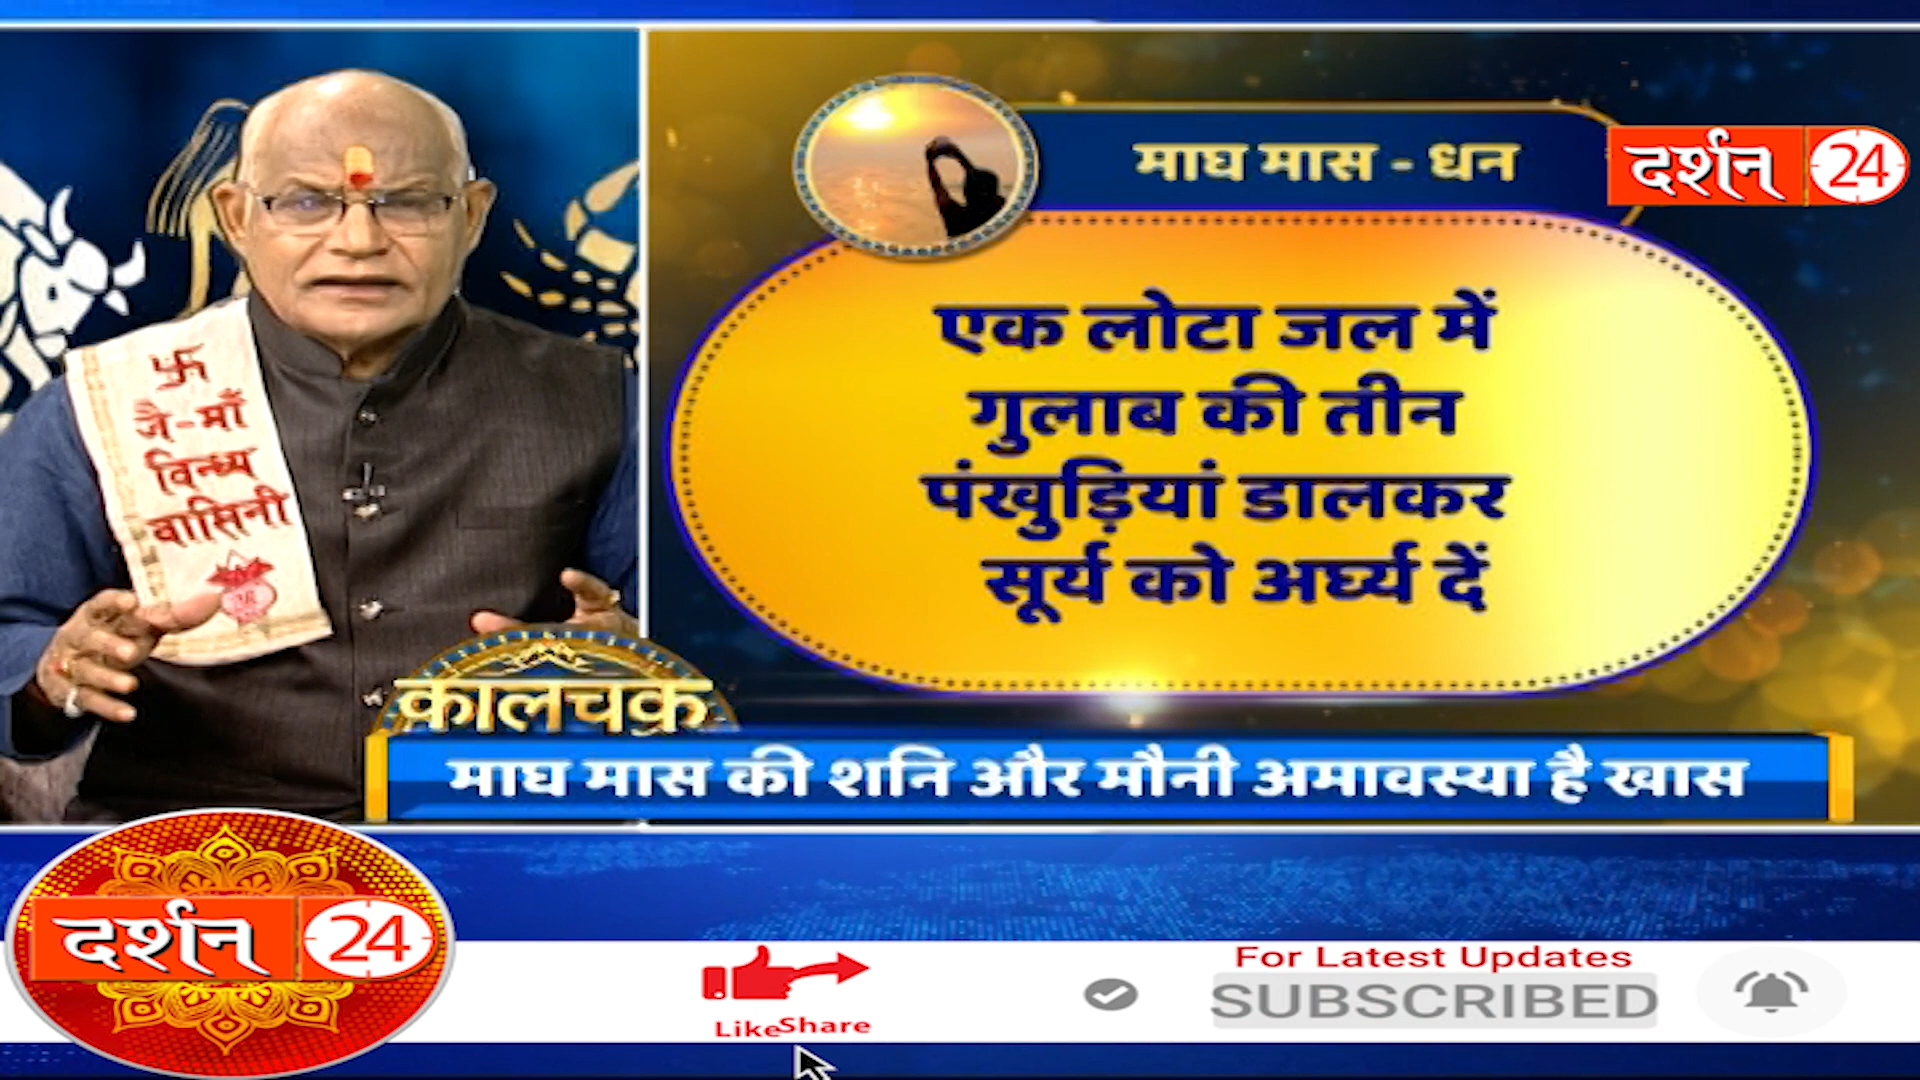 माघ मास - धन
दर्शन 24
एक लोटा जल में
गुलाब की तीन
पंखुड़ियां डालकर
सूर्य को अर्घ्य दें
जै-माँ
विन्ध्य
वासिनी
कालचक्र
माघ मास की शनि और मौनी अमावस्या है खास
दर्शन 24
Like Share
For Latest Updates
SUBSCRIBED